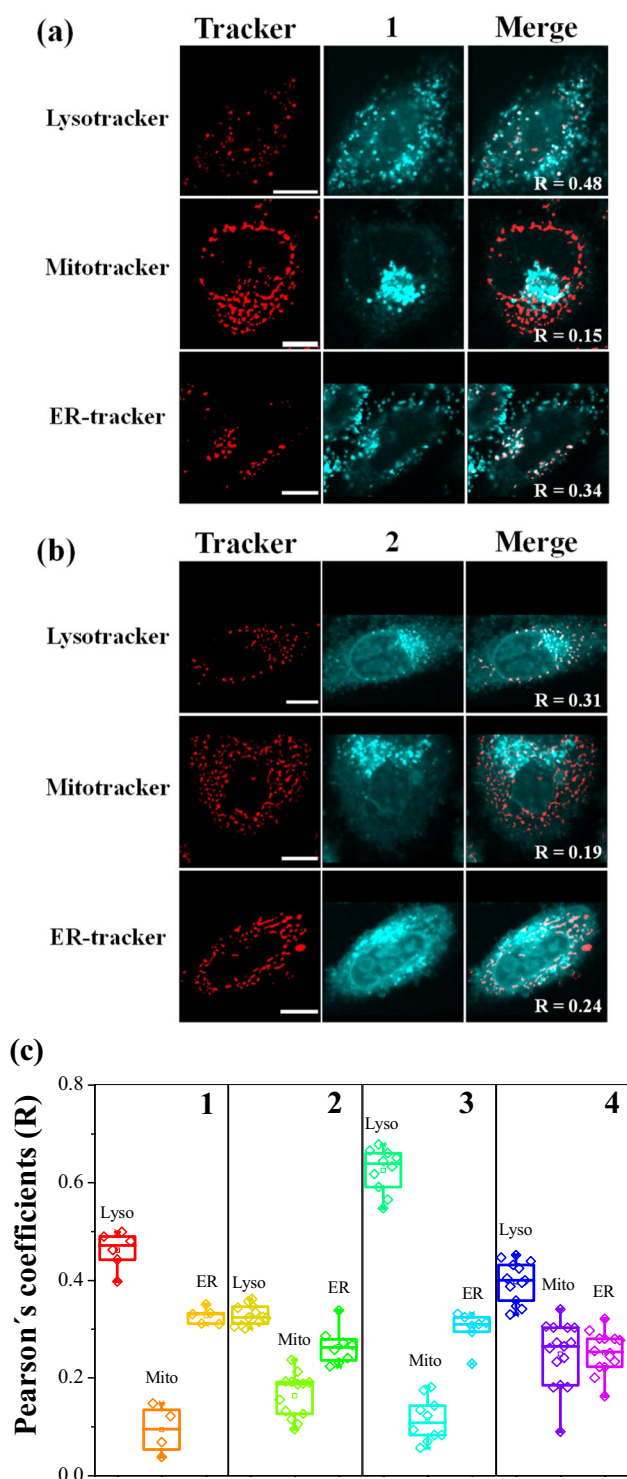 (a)
Tracker 1 Merge
Lysotracker
R = 0.48
Mitotracker
R = 0.15
ER-tracker
R = 0.34
(b)
Tracker 2 Merge
Lysotracker
R = 0.31
Mitotracker
R = 0.19
ER-tracker
R = 0.24
(c)
Pearson´s coefficients (R)
0.8
0.6
0.4
0.2
0.0
1 2 3 4
Lyso
Mito
ER
Lyso
Mito
ER
Lyso
Mito
ER
Lyso
Mito
ER